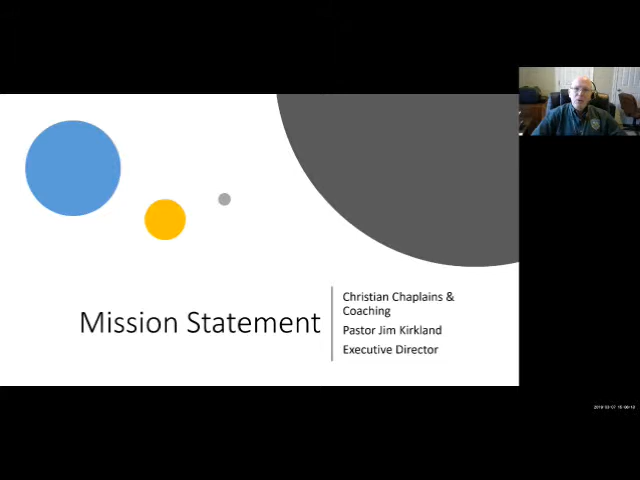 Mission Statement
Christian Chaplains &
Coaching
Pastor Jim Kirkland
Executive Director